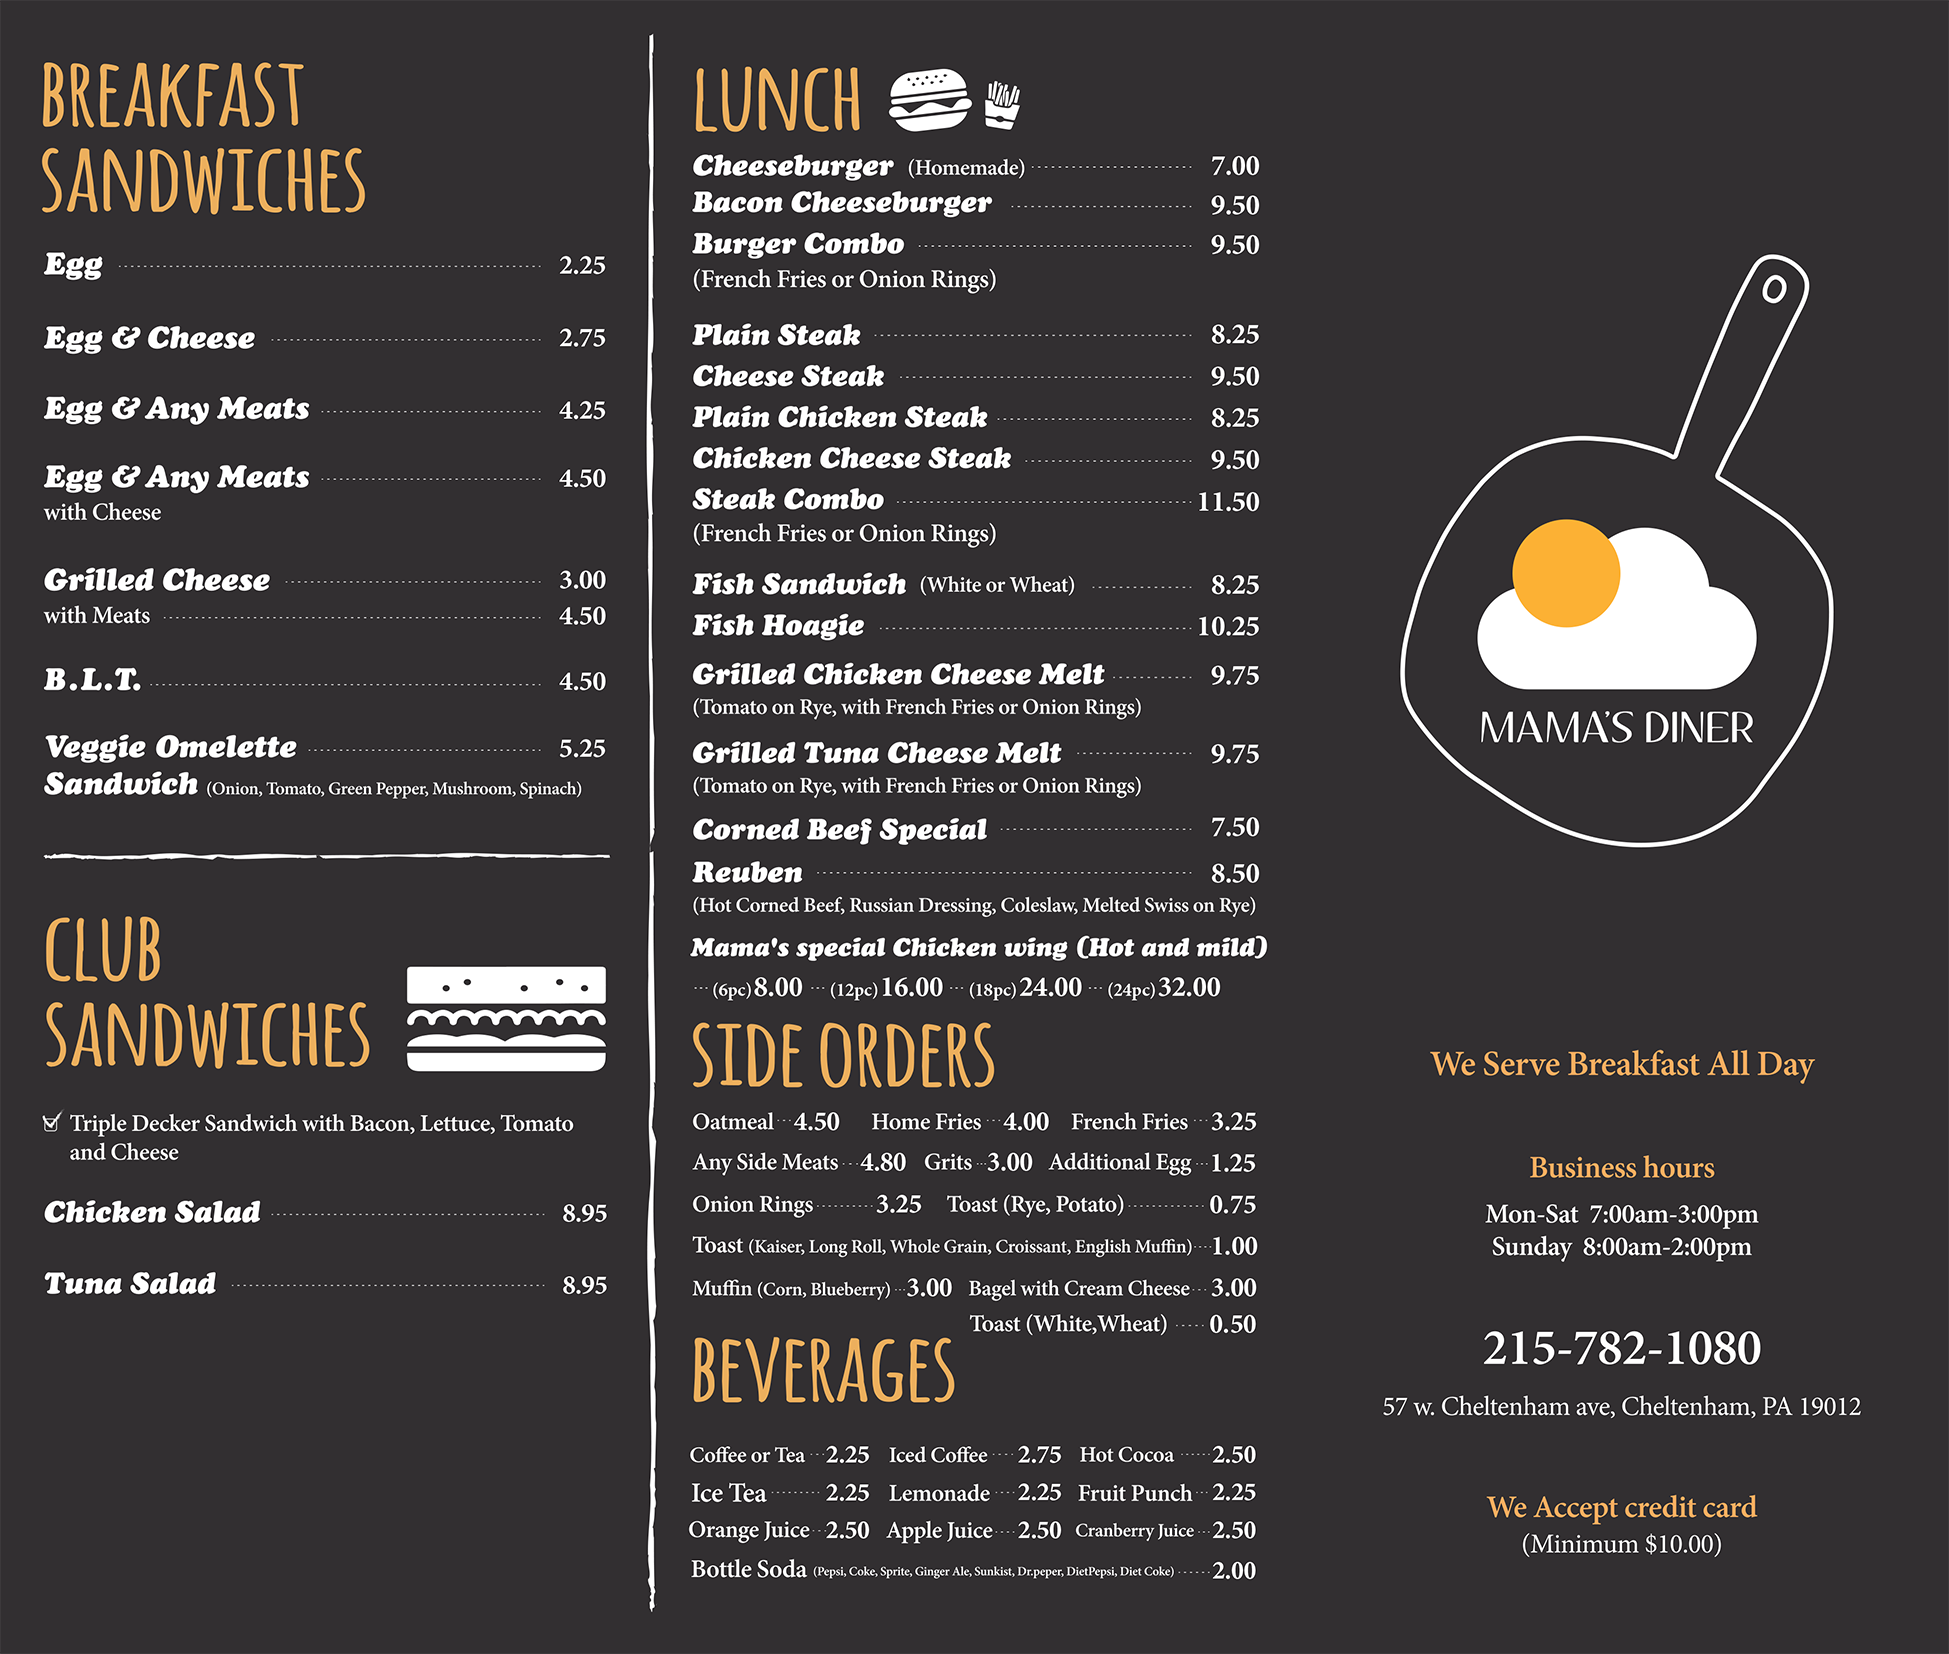 BREAKFAST
SANDWICHES
Egg 2.25
Egg & Cheese 2.75
Egg & Any Meats 4.25
Egg & Any Meats 4.50
with Cheese
Grilled Cheese 3.00
with Meats 4.50
B.L.T. 4.50
Veggie Omelette 5.25
Sandwich (Onion, Tomato, Green Pepper, Mushroom, Spinach)
CLUB
SANDWICHES
Triple Decker Sandwich with Bacon, Lettuce, Tomato
and Cheese
Chicken Salad 8.95
Tuna Salad 8.95
LUNCH
Cheeseburger (Homemade) 7.00
Bacon Cheeseburger 9.50
Burger Combo 9.50
(French Fries or Onion Rings)
Plain Steak 8.25
Cheese Steak 9.50
Plain Chicken Steak 8.25
Chicken Cheese Steak 9.50
Steak Combo 11.50
(French Fries or Onion Rings)
Fish Sandwich (White or Wheat) 8.25
Fish Hoagie 10.25
Grilled Chicken Cheese Melt 9.75
(Tomato on Rye, with French Fries or Onion Rings)
Grilled Tuna Cheese Melt 9.75
(Tomato on Rye, with French Fries or Onion Rings)
Corned Beef Special 7.50
Reuben 8.50
(Hot Corned Beef, Russian Dressing, Coleslaw, Melted Swiss on Rye)
Mama's special Chicken wing (Hot and mild)
(6pc) 8.00 (12pc) 16.00 (18pc) 24.00 (24pc) 32.00
SIDE ORDERS
Oatmeal 4.50 Home Fries 4.00 French Fries 3.25
Any Side Meats 4.80 Grits 3.00 Additional Egg 1.25
Onion Rings 3.25 Toast (Rye, Potato) 0.75
Toast (Kaiser, Long Roll, Whole Grain, Croissant, English Muffin) 1.00
Muffin (Corn, Blueberry) 3.00 Bagel with Cream Cheese 3.00
Toast (White,Wheat) 0.50
BEVERAGES
Coffee or Tea 2.25 Iced Coffee 2.75 Hot Cocoa 2.50
Ice Tea 2.25 Lemonade 2.25 Fruit Punch 2.25
Orange Juice 2.50 Apple Juice 2.50 Cranberry Juice 2.50
Bottle Soda (Pepsi, Coke, Sprite, Ginger Ale, Sunkist, Dr.peper, DietPepsi, Diet Coke) 2.00
MAMA'S DINER
We Serve Breakfast All Day
Business hours
Mon-Sat 7:00am-3:00pm
Sunday 8:00am-2:00pm
215-782-1080
57 w. Cheltenham ave, Cheltenham, PA 19012
We Accept credit card
(Minimum $10.00)